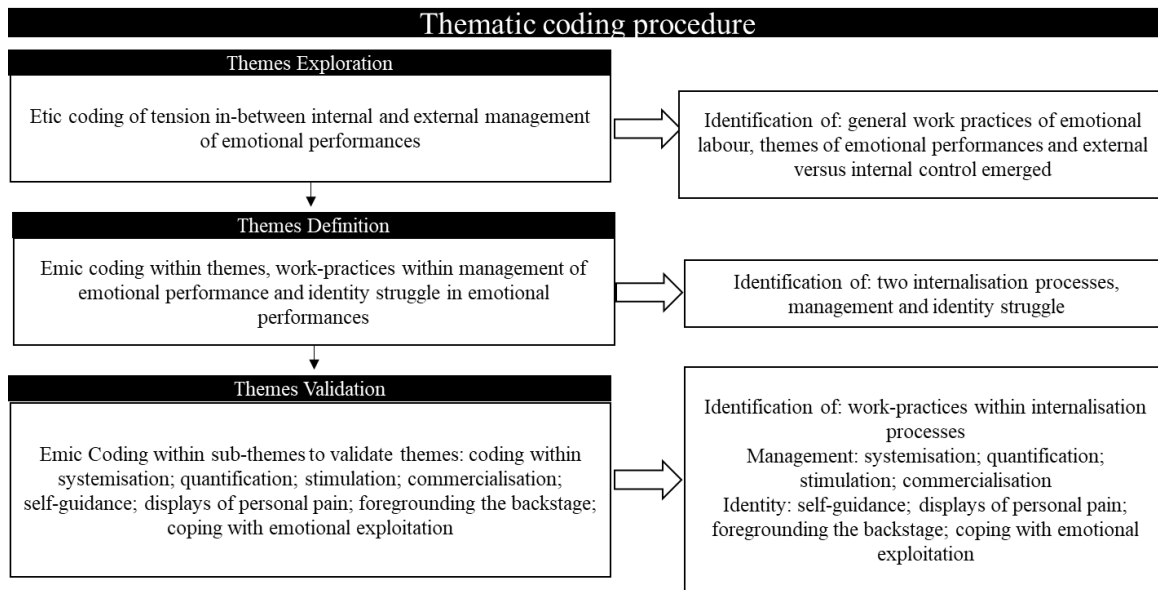 Thematic coding procedure
Themes Exploration
Etic coding of tension in-between internal and external management
of emotional performances
Identification of: general work practices of emotional
labour, themes of emotional performances and external
versus internal control emerged
Themes Definition
Emic coding within themes, work-practices within management of
emotional performance and identity struggle in emotional
performances
Identification of: two internalisation processes,
management and identity struggle
Themes Validation
Emic Coding within sub-themes to validate themes: coding within
systemisation; quantification; stimulation; commercialisation;
self-guidance; displays of personal pain; foregrounding the backstage;
coping with emotional exploitation
Identification of: work-practices within internalisation
processes
Management: systemisation; quantification;
stimulation; commercialisation
Identity: self-guidance; displays of personal pain;
foregrounding the backstage; coping with emotional
exploitation